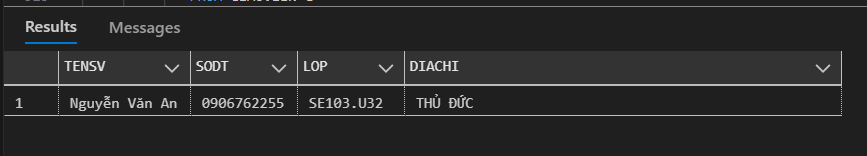 Results Messages
TENSV SODT LOP DIACHI
1 Nguyễn Văn An 0906762255 SE103.U32 THỦ ĐỨC